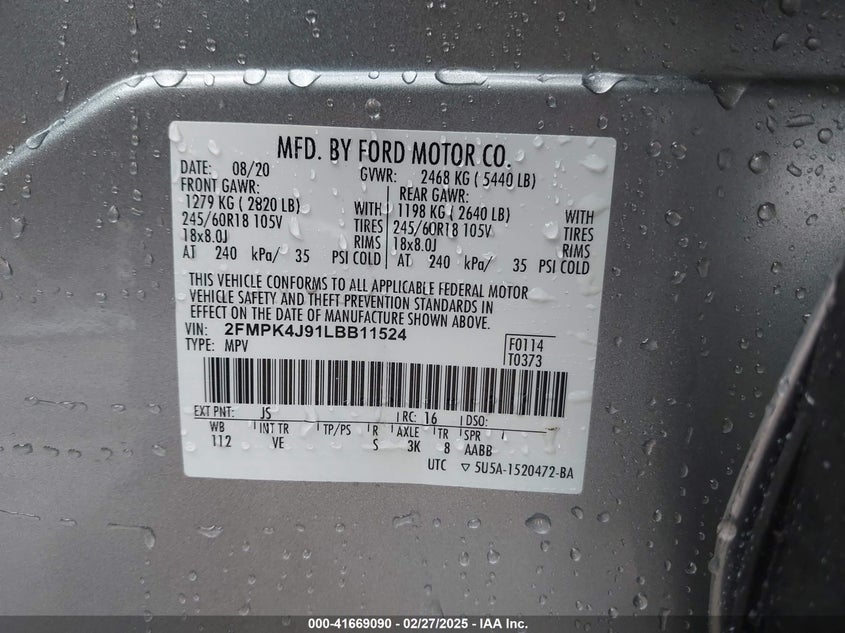 MFD. BY FORD MOTOR CO.
DATE: 08/20 GVWR: 2468 KG ( 5440 LB)
FRONT GAWR: REAR GAWR:
1279 KG ( 2820 LB) WITH 1198 KG ( 2640 LB) WITH
245/60R18 105V TIRES 245/60R18 105V TIRES
18x8.0J RIMS 18x8.0J RIMS
AT 240 kPa/ 35 PSI COLD AT 240 kPa/ 35 PSI COLD
THIS VEHICLE CONFORMS TO ALL APPLICABLE FEDERAL MOTOR
VEHICLE SAFETY AND THEFT PREVENTION STANDARDS IN
EFFECT ON THE DATE OF MANUFACTURE SHOWN ABOVE.
VIN: 2FMPK4J91LBB11524
TYPE: MPV
F0114
T0373
EXT PNT: JS RC: 16 DSO:
WB INT TR TP/PS R AXLE TR SPR
112 VE S 3K 8 AABB
UTC ▽ 5U5A-1520472-BA
000-41669090 - 02/27/2025 - IAA Inc.